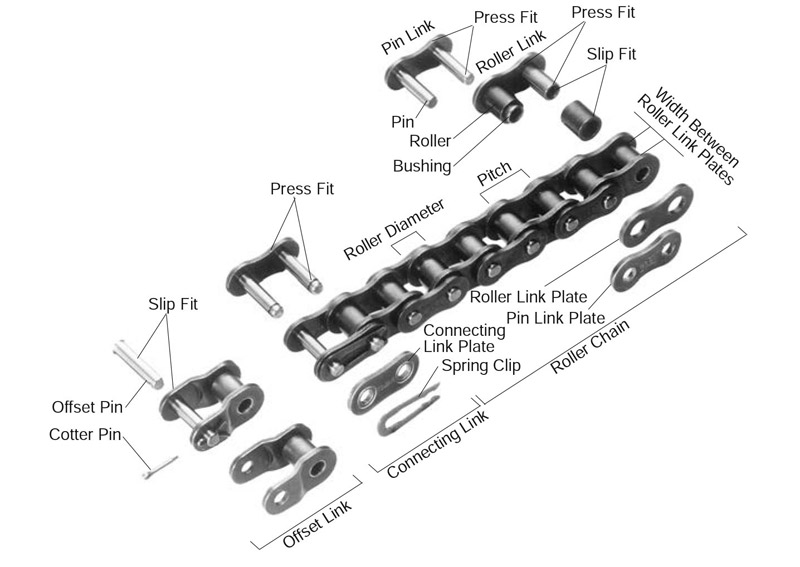 Press Fit
Press Fit
Pin Link
Roller Link
Slip Fit
Pin
Roller
Bushing
Width Between
Roller Link Plates
Pitch
Press Fit
Roller Diameter
Slip Fit
Roller Link Plate
Pin Link Plate
Connecting
Link Plate
Spring Clip
Roller Chain
Offset Pin
Cotter Pin
Connecting Link
Offset Link